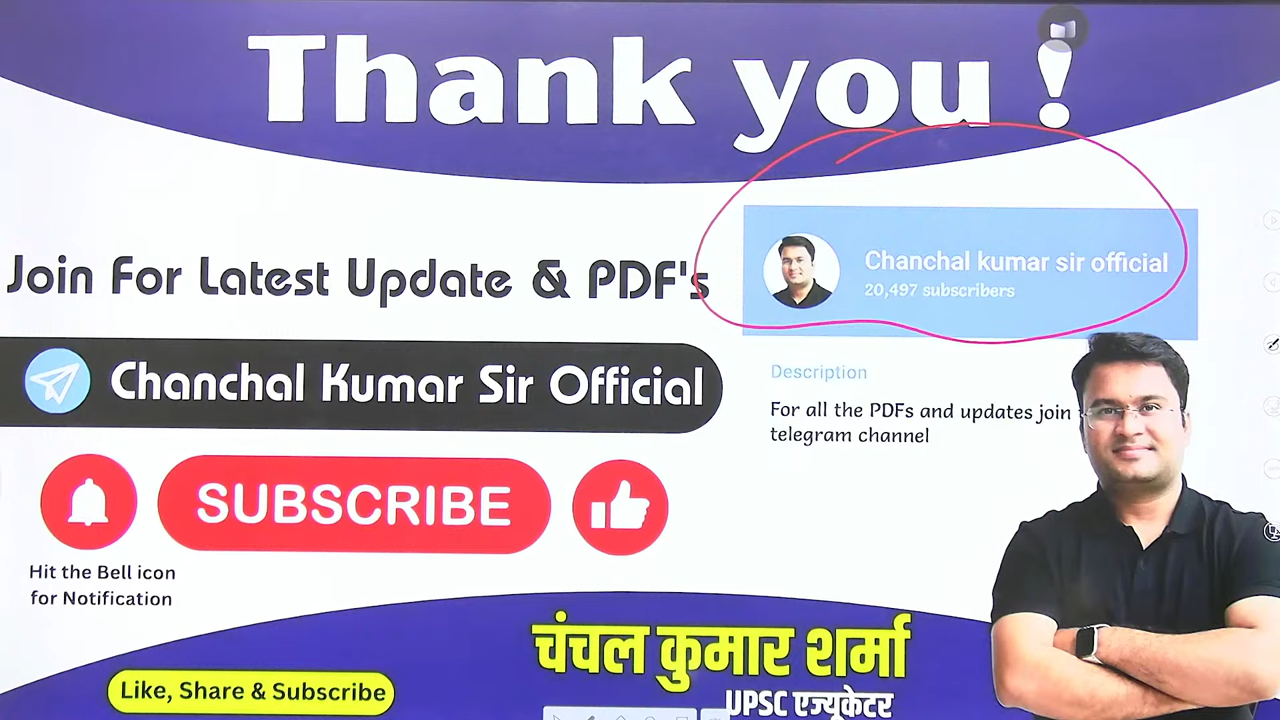 Thank you !
Join For Latest Update & PDF's
Chanchal Kumar Sir Official
Chanchal kumar sir official
20,497 subscribers
Description
For all the PDFs and updates join
telegram channel
SUBSCRIBE
Hit the Bell icon
for Notification
Like, Share & Subscribe
चंचल कुमार शर्मा
UPSC एज्यूकेटर